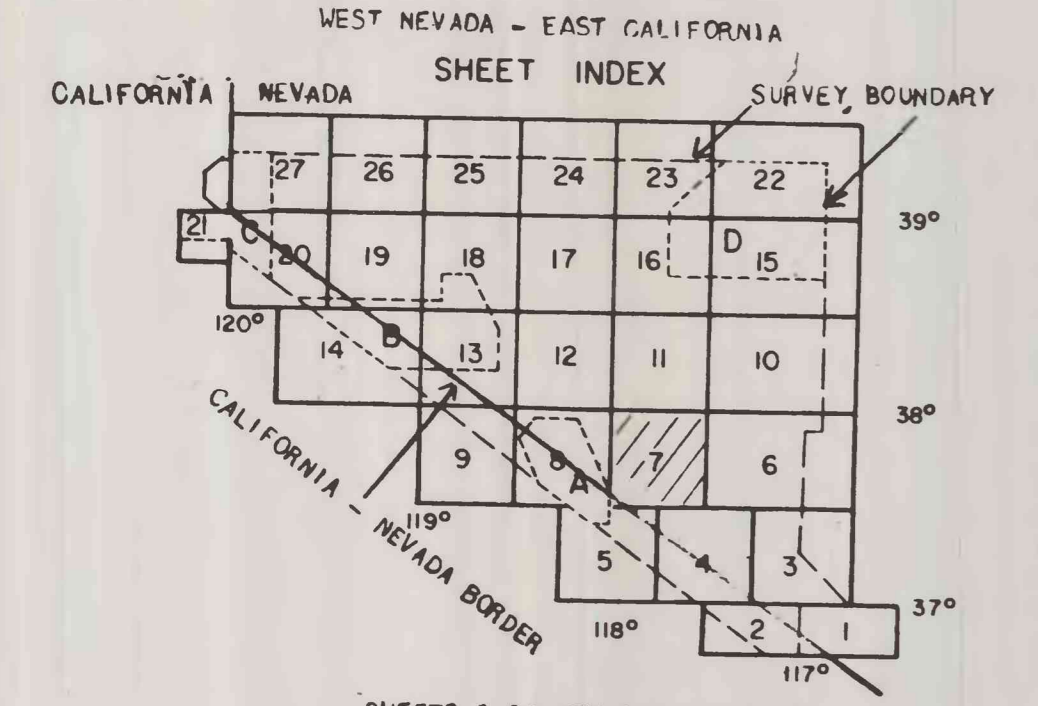 WEST NEVADA - EAST CALIFORNIA
SHEET INDEX
CALIFORNIA NEVADA
SURVEY BOUNDARY
27 26 25 24 23 22
39°
21 C 20 19 18 17 16 D 15
120°
14 B 13 12 11 10
38°
9 8 A 7 6
119°
CALIFORNIA - NEVADA BORDER
5 4 3
37°
118°
2 1
117°